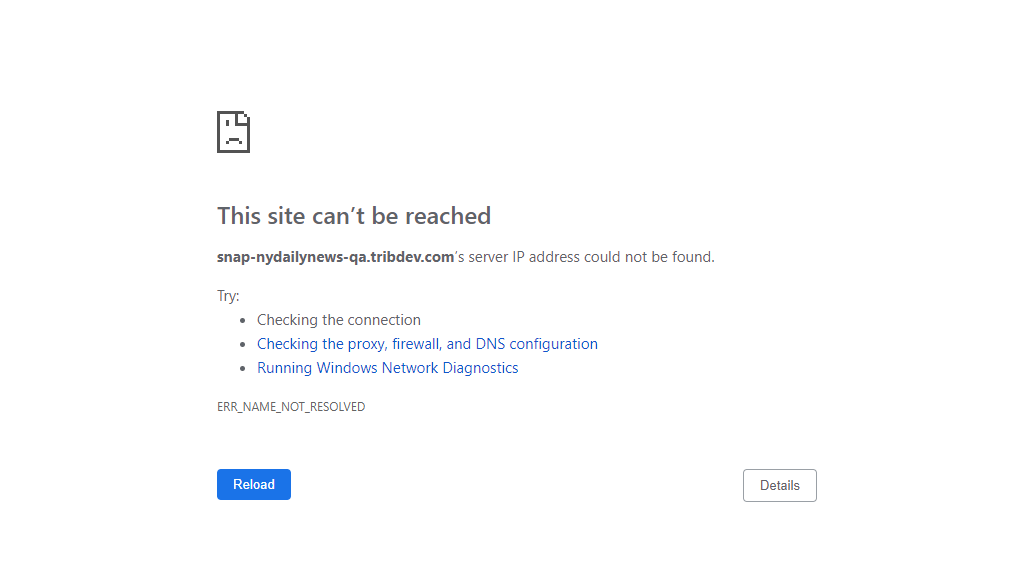 This site can’t be reached
snap-nydailynews-qa.tribdev.com’s server IP address could not be found.
Try:
Checking the connection
Checking the proxy, firewall, and DNS configuration
Running Windows Network Diagnostics
ERR_NAME_NOT_RESOLVED
Reload
Details